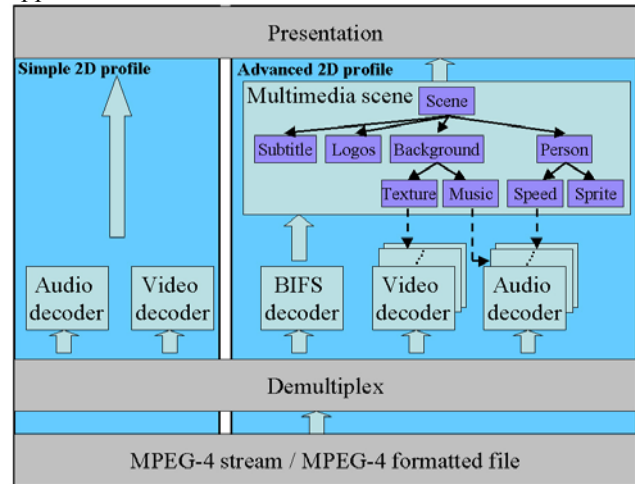 Presentation
Simple 2D profile
Advanced 2D profile
Multimedia scene
Scene
Subtitle
Logos
Background
Person
Texture
Music
Speed
Sprite
Audio
decoder
Video
decoder
BIFS
decoder
Video
decoder
Audio
decoder
Demultiplex
MPEG-4 stream / MPEG-4 formatted file